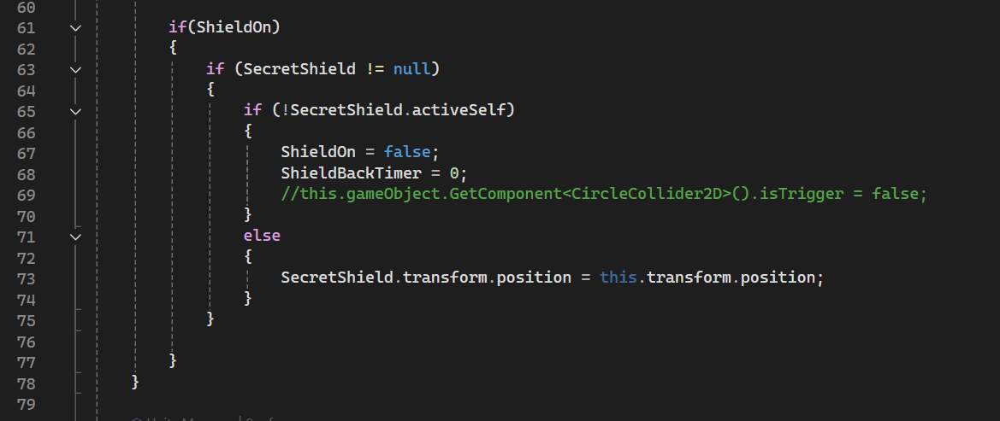 60
61 if(ShieldOn)
62 {
63 if (SecretShield != null)
64 {
65 if (!SecretShield.activeSelf)
66 {
67 ShieldOn = false;
68 ShieldBackTimer = 0;
69 //this.gameObject.GetComponent<CircleCollider2D>().isTrigger = false;
70 }
71 else
72 {
73 SecretShield.transform.position = this.transform.position;
74 }
75 }
76
77 }
78 }
79